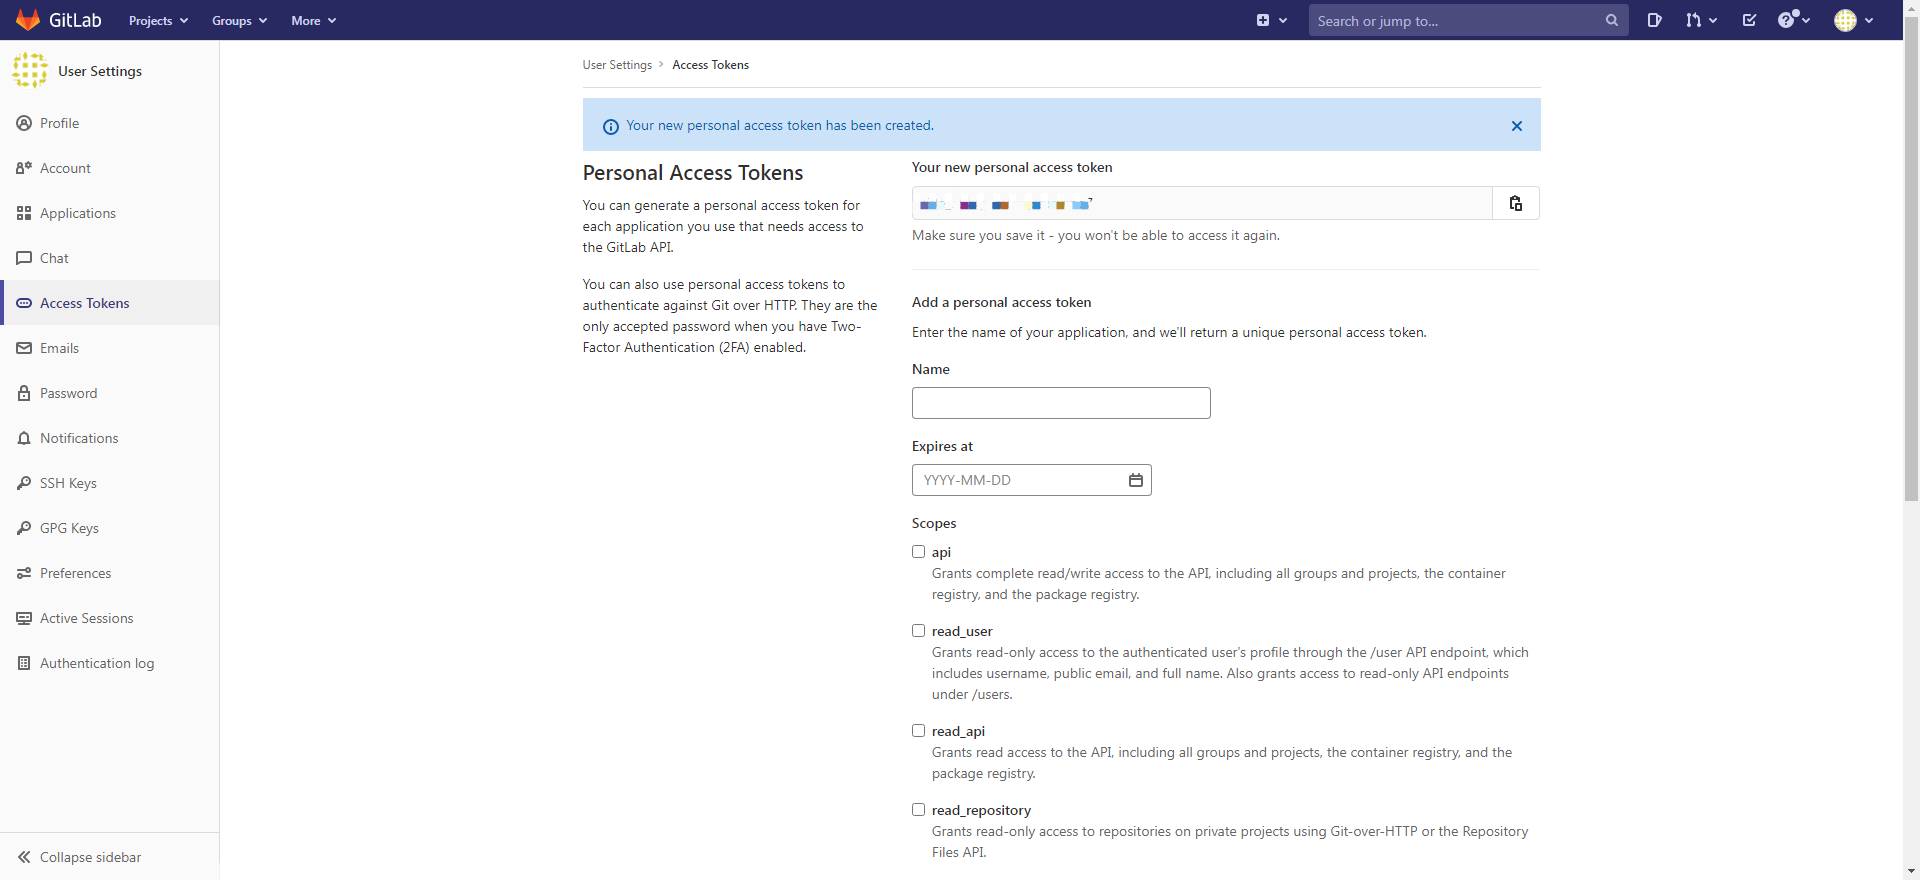 GitLab
Projects
Groups
More
Search or jump to...
User Settings
Profile
Account
Applications
Chat
Access Tokens
Emails
Password
Notifications
SSH Keys
GPG Keys
Preferences
Active Sessions
Authentication log
Collapse sidebar
User Settings > Access Tokens
Your new personal access token has been created.
Personal Access Tokens
You can generate a personal access token for
each application you use that needs access to
the GitLab API.
You can also use personal access tokens to
authenticate against Git over HTTP. They are the
only accepted password when you have Two-
Factor Authentication (2FA) enabled.
Your new personal access token
Make sure you save it - you won't be able to access it again.
Add a personal access token
Enter the name of your application, and we'll return a unique personal access token.
Name
Expires at
YYYY-MM-DD
Scopes
api
Grants complete read/write access to the API, including all groups and projects, the container
registry, and the package registry.
read_user
Grants read-only access to the authenticated user's profile through the /user API endpoint, which
includes username, public email, and full name. Also grants access to read-only API endpoints
under /users.
read_api
Grants read access to the API, including all groups and projects, the container registry, and the
package registry.
read_repository
Grants read-only access to repositories on private projects using Git-over-HTTP or the Repository
Files API.